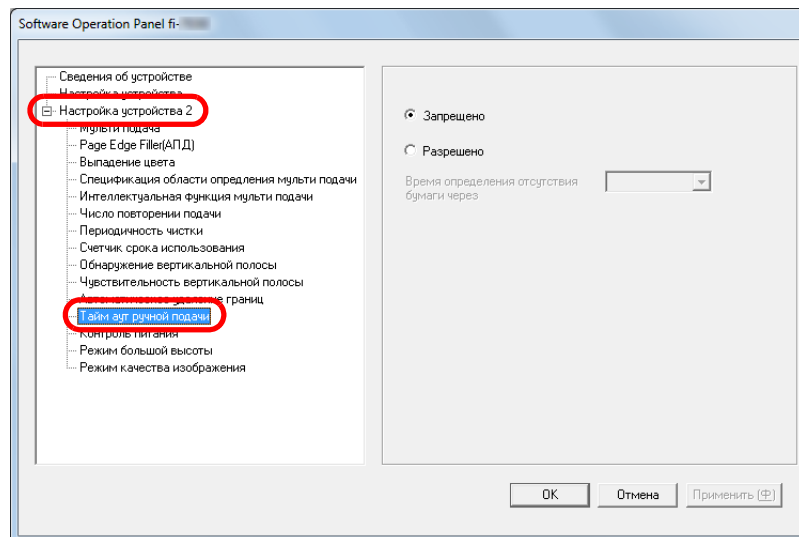 Software Operation Panel fi-
Сведения об устройстве
Настройка устройства
Настройка устройства 2
Мульти подача
Page Edge Filler(АПД)
Выпадение цвета
Спецификация области опредления мульти подачи
Интеллектуальная функция мульти подачи
Число повторении подачи
Периодичность чистки
Счетчик срока использования
Обнаружение вертикальной полосы
Чувствительность вертикальной полосы
Автоматическое удаление границ
Тайм аут ручной подачи
Контроль питания
Режим большой высоты
Режим качества изображения
Запрещено
Разрешено
Время определения отсутствия
бумаги через
OK
Отмена
Применить (Ф)